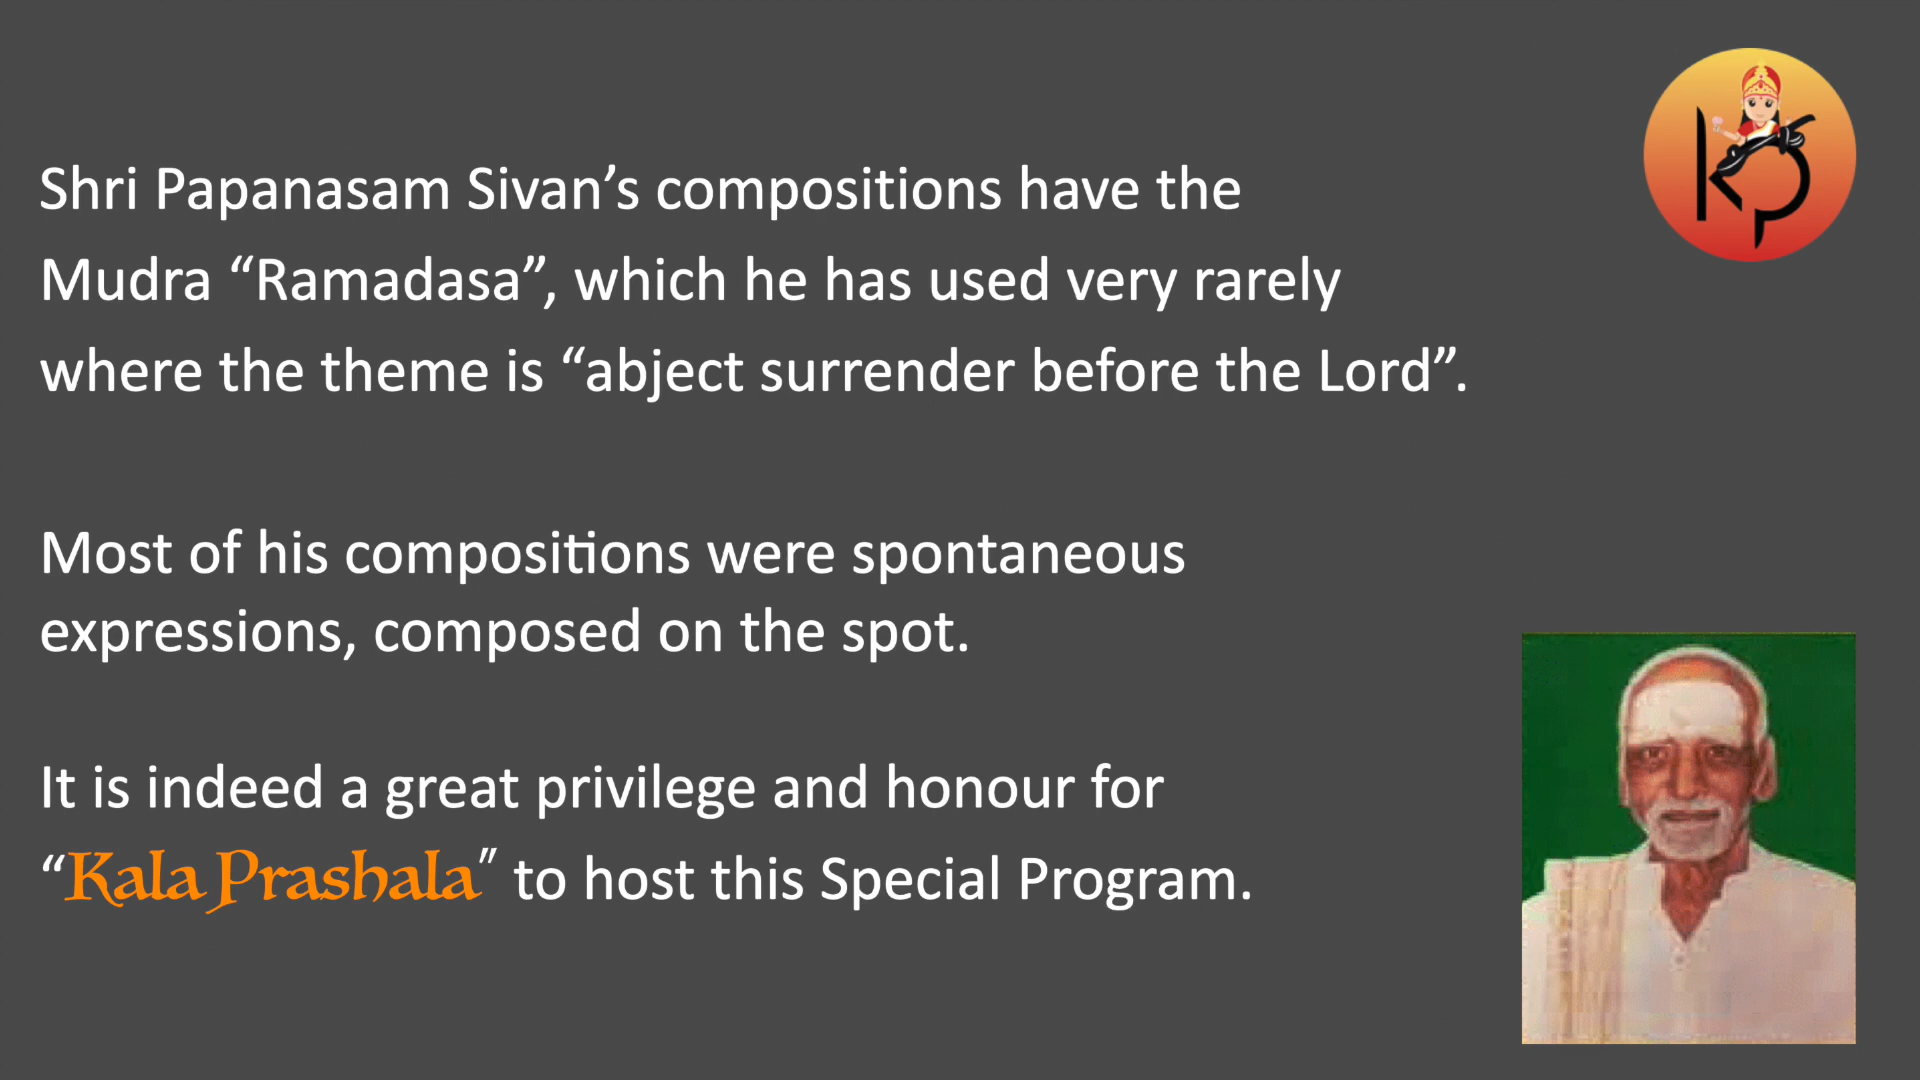 Shri Papanasam Sivan’s compositions have the
Mudra “Ramadasa”, which he has used very rarely
where the theme is “abject surrender before the Lord”.
Most of his compositions were spontaneous
expressions, composed on the spot.
It is indeed a great privilege and honour for
“Kala Prashala” to host this Special Program.
kp